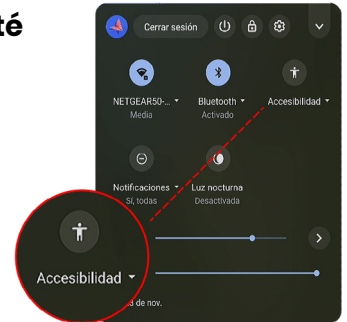 té
Cerrar sesión
NETGEAR50-... Bluetooth Accesibilidad
Media Activado
Notificaciones Luz nocturna
Sí, todas Desactivada
Accesibilidad
de nov.